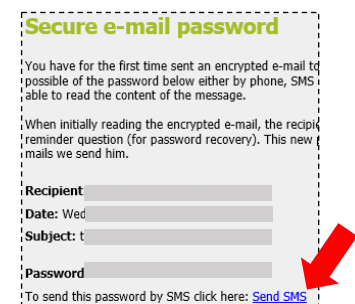 Secure e-mail password
You have for the first time sent an encrypted e-mail to
possible of the password below either by phone, SMS
able to read the content of the message.
When initially reading the encrypted e-mail, the recipi
reminder question (for password recovery). This new
mails we send him.
Recipient
Date: Wed
Subject: t
Password
To send this password by SMS click here: Send SMS